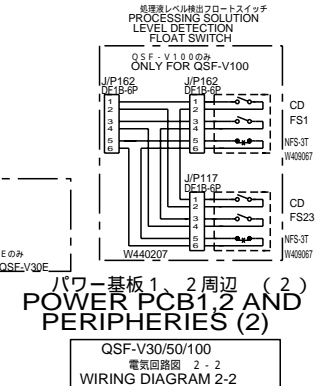 処理液レベル検出フロートスイッチ
PROCESSING SOLUTION
LEVEL DETECTION
FLOAT SWITCH
QSF-V100のみ
ONLY FOR QSF-V100
J/P162 J/P162
DF1B-6P DF1B-6P
1 1
2 2
3 3
4 4
5 5
6 6
CD
FS1
NFS-3T
W409067
J/P117
DF1B-6P
1
2
3
4
5
6
CD
FS23
NFS-3T
W409067
Eのみ
QSF-V30E
W440207
パワー基板1、2周辺 (2)
POWER PCB1,2 AND
PERIPHERIES (2)
QSF-V30/50/100
電気回路図 2-2
WIRING DIAGRAM 2-2